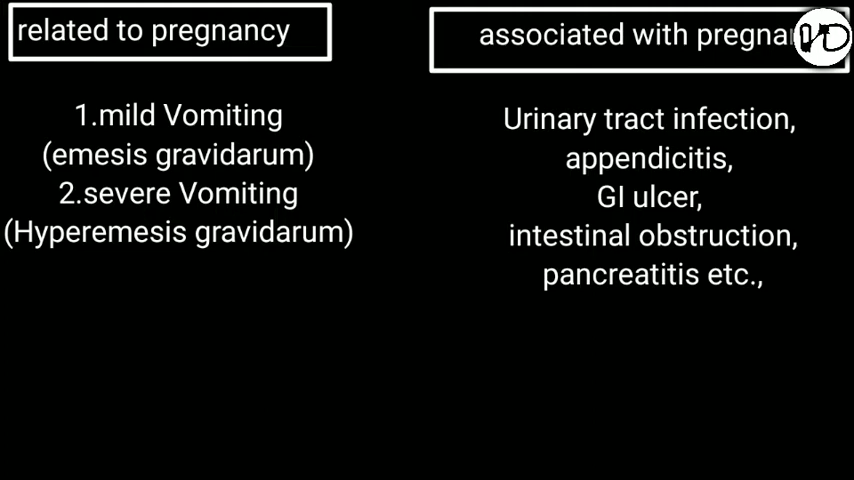 related to pregnancy
associated with
1.mild Vomiting
(emesis gravidarum)
2.severe Vomiting
(Hyperemesis gravidarum)
Urinary tract infection,
appendicitis,
GI ulcer,
intestinal obstruction,
pancreatitis etc.,